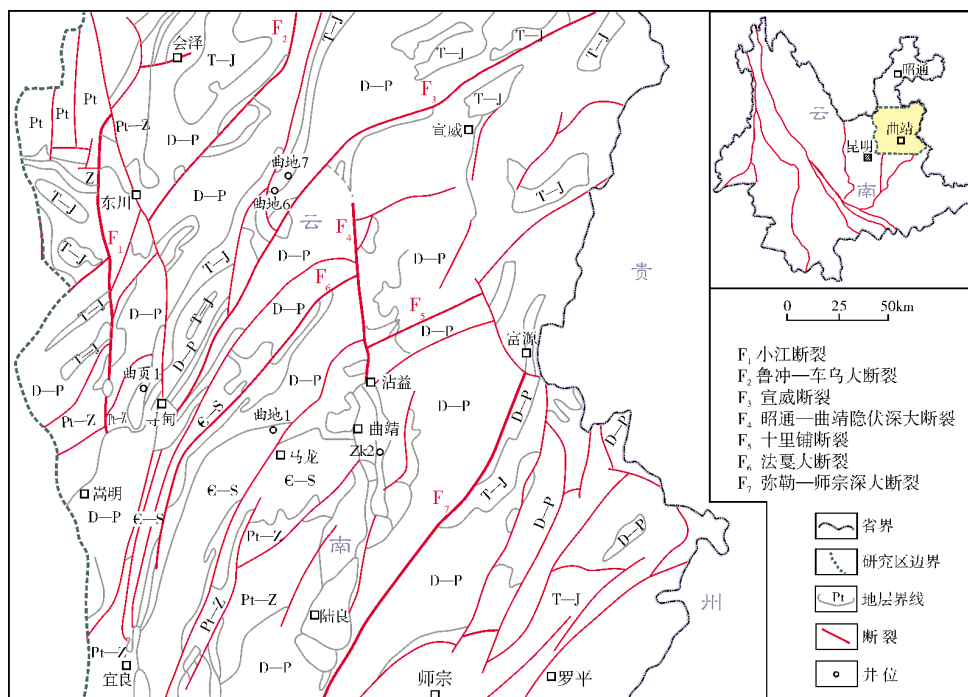 会泽
F2
T—J
T—J
T—J
T—J
D—P
F3
T—J
宣威
Pt
Pt
Pt
Pt—Z
D—P
Z
东川
D—P
曲地7
曲地6
云
F4
T—J
T—J
T—J
F1
T—J
D—P
F6
D—P
D—P
F5
D—P
贵
T—J
T—J
D—P
D—P
富源
曲页1
沾益
D—P
Pt—Z
寻甸
Є—S
曲地1
曲靖
Zk2
马龙
Є—S
D—P
D—P
嵩明
D—P
Є—S
Є—S
Pt—Z
F7
T—J
D—P
D—P
南
Pt—Z
Pt—Z
陆良
D—P
T—J
州
Pt—Z
宜良
D—P
师宗
罗平
昭通
云
曲靖
昆明
南
0 25 50km
F1 小江断裂
F2 鲁冲—车乌大断裂
F3 宣威断裂
F4 昭通—曲靖隐伏深大断裂
F5 十里铺断裂
F6 法戛大断裂
F7 弥勒—师宗深大断裂
省界
研究区边界
Pt 地层界线
断裂
井位